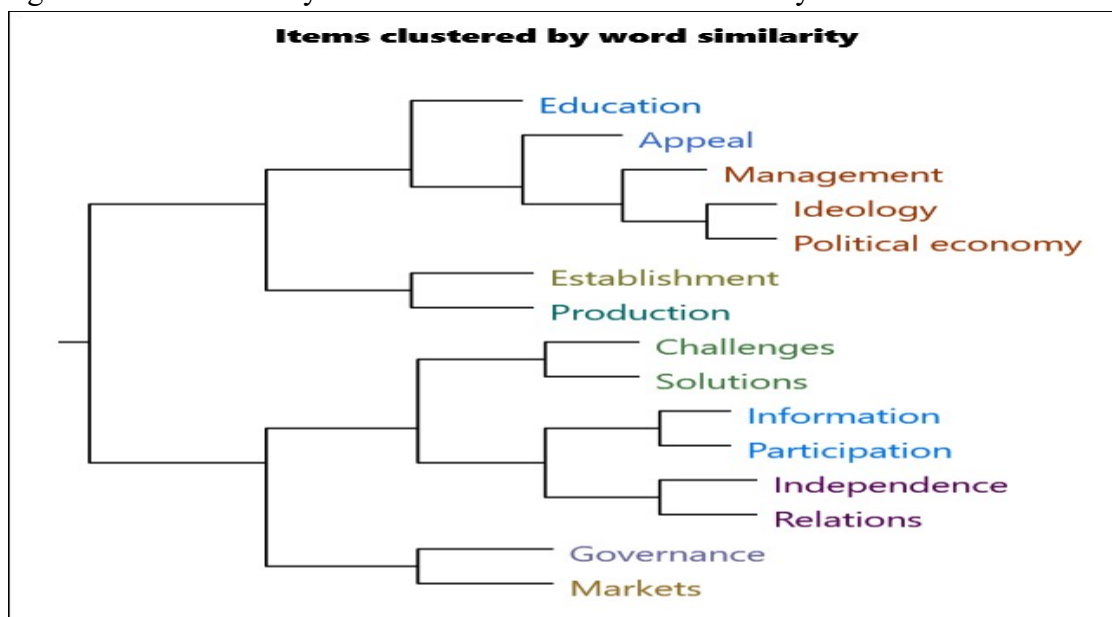 Items clustered by word similarity
Education
Appeal
Management
Ideology
Political economy
Establishment
Production
Challenges
Solutions
Information
Participation
Independence
Relations
Governance
Markets